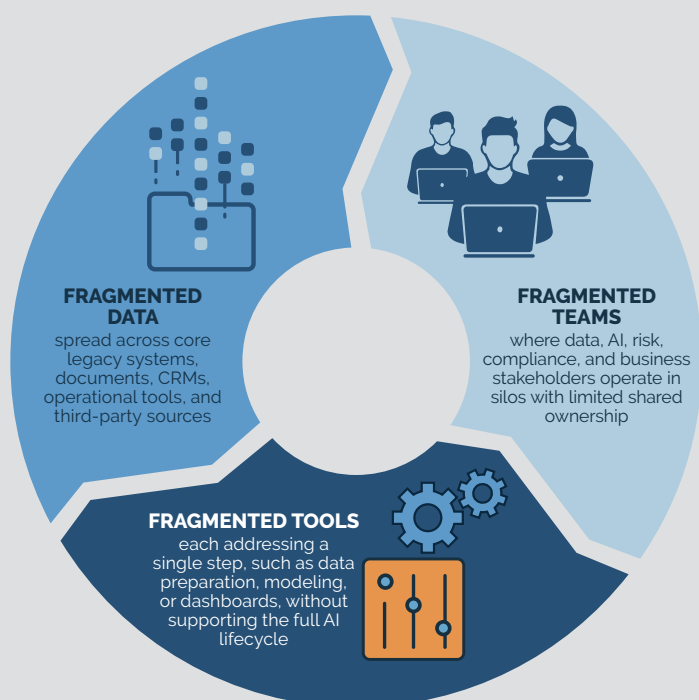 FRAGMENTED
DATA
spread across core
legacy systems,
documents, CRMs,
operational tools, and
third-party sources
FRAGMENTED
TEAMS
where data, AI, risk,
compliance, and business
stakeholders operate in
silos with limited shared
ownership
FRAGMENTED TOOLS
each addressing a
single step, such as data
preparation, modeling,
or dashboards, without
supporting the full AI
lifecycle